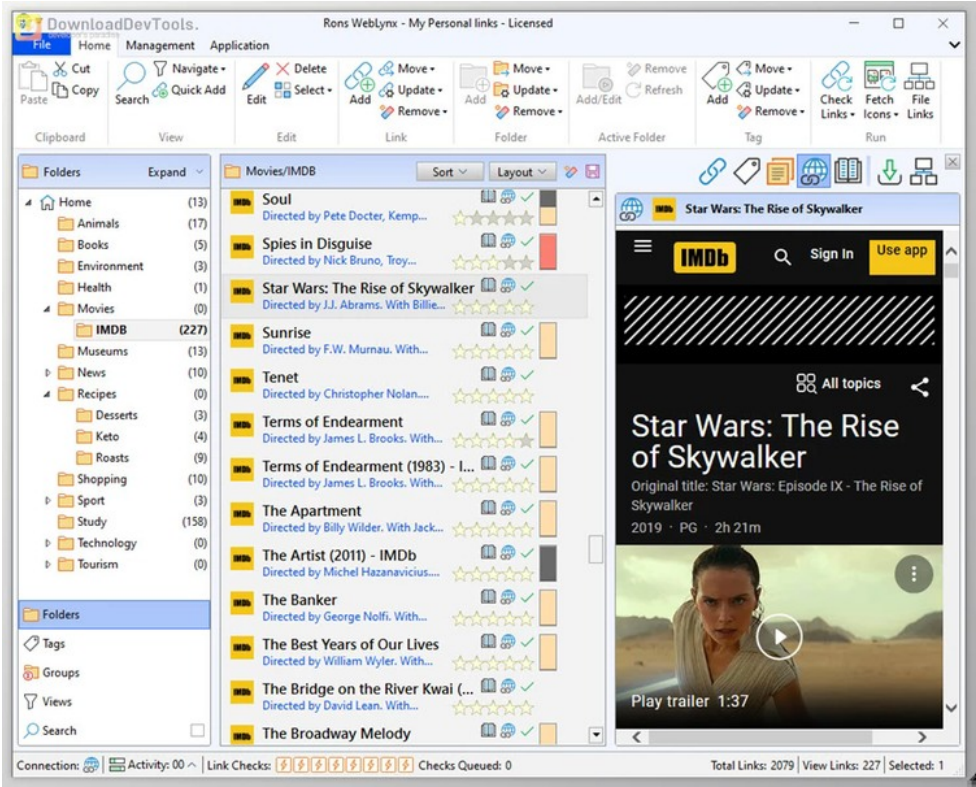 DownloadDevTools.
developer's paradise
Rons WebLynx - My Personal links - Licensed
File Home Management Application
Paste Cut Copy
Clipboard
Search Navigate Quick Add
View
Edit Delete Select
Edit
Add Move Update Remove
Link
Add Move Update Remove
Folder
Add/Edit Remove Refresh
Active Folder
Add Move Update Remove
Tag
Check Links Fetch Icons File Links
Run
Folders Expand
Home (13)
Animals (17)
Books (5)
Environment (3)
Health (1)
Movies (0)
IMDB (227)
Museums (13)
News (10)
Recipes (0)
Desserts (3)
Keto (4)
Roasts (9)
Shopping (10)
Sport (3)
Study (158)
Technology (0)
Tourism (0)
Folders
Tags
Groups
Views
Search
Movies/IMDB Sort Layout
Soul
Directed by Pete Docter, Kemp...
Spies in Disguise
Directed by Nick Bruno, Troy...
Star Wars: The Rise of Skywalker
Directed by J.J. Abrams. With Billie...
Sunrise
Directed by F.W. Murnau. With...
Tenet
Directed by Christopher Nolan....
Terms of Endearment
Directed by James L. Brooks. With...
Terms of Endearment (1983) - I...
Directed by James L. Brooks. With...
The Apartment
Directed by Billy Wilder. With Jack...
The Artist (2011) - IMDb
Directed by Michel Hazanavicius....
The Banker
Directed by George Nolfi. With...
The Best Years of Our Lives
Directed by William Wyler. With...
The Bridge on the River Kwai (...
Directed by David Lean. With...
The Broadway Melody
Star Wars: The Rise of Skywalker
IMDb Sign In Use app
All topics
Star Wars: The Rise
of Skywalker
Original title: Star Wars: Episode IX - The Rise of
Skywalker
2019 · PG · 2h 21m
Play trailer 1:37
Connection: Activity: 00 Link Checks: Checks Queued: 0 Total Links: 2079 View Links: 227 Selected: 1